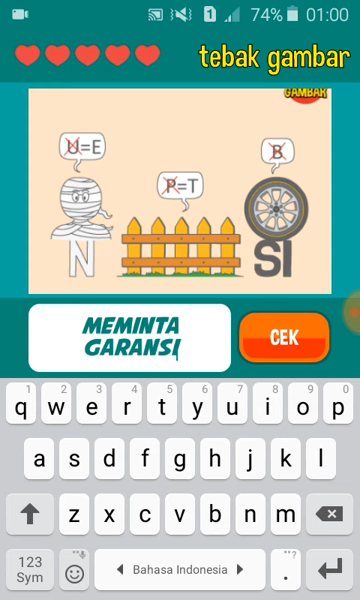 1 74% 01:00
tebak gambar
GAMBAR
U=E
P=T
B
N
SI
MEMINTA
GARANSI
CEK
1 2 3 4 5 6 7 8 9 0
q w e r t y u i o p
a s d f g h j k l
z x c v b n m
123
Sym
Bahasa Indonesia
. ?